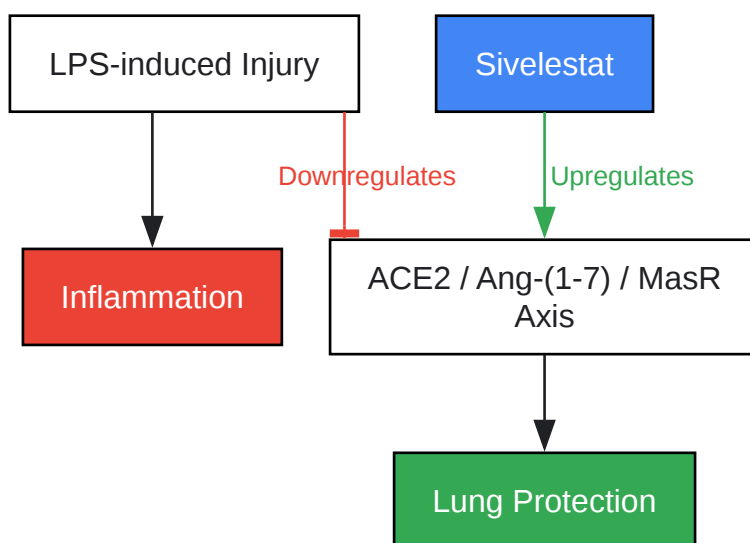 LPS-induced Injury
Sivelestat
Downregulates
Upregulates
Inflammation
ACE2 / Ang-(1-7) / MasR
Axis
Lung Protection